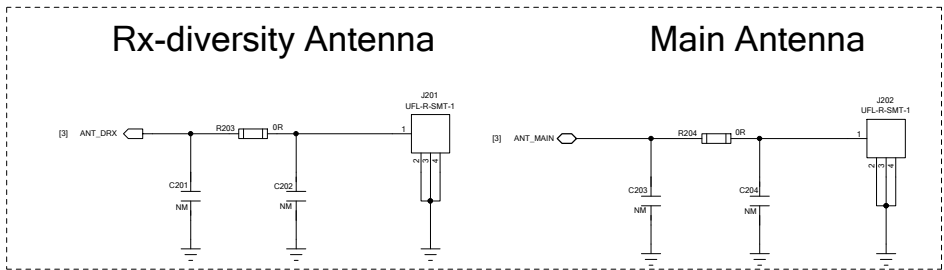 Rx-diversity Antenna
Main Antenna
J201
UFL-R-SMT-1
[3] ANT_DRX
R203
0R
1
2
3
4
C201
NM
C202
NM
J202
UFL-R-SMT-1
[3] ANT_MAIN
R204
0R
1
2
3
4
C203
NM
C204
NM